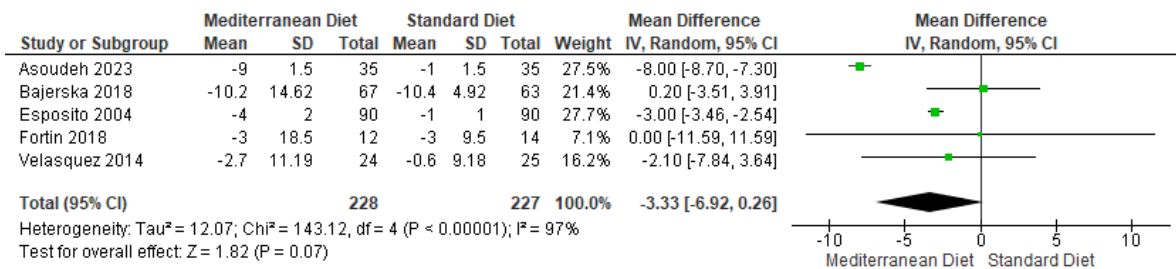 Mediterranean Diet Standard Diet Mean Difference Mean Difference
Study or Subgroup Mean SD Total Mean SD Total Weight IV, Random, 95% CI IV, Random, 95% CI
Asoudeh 2023 -9 1.5 35 -1 1.5 35 27.5% -8.00 [-8.70, -7.30]
Bajerska 2018 -10.2 14.62 67 -10.4 4.92 63 21.4% 0.20 [-3.51, 3.91]
Esposito 2004 -4 2 90 -1 1 90 27.7% -3.00 [-3.46, -2.54]
Fortin 2018 -3 18.5 12 -3 9.5 14 7.1% 0.00 [-11.59, 11.59]
Velasquez 2014 -2.7 11.19 24 -0.6 9.18 25 16.2% -2.10 [-7.84, 3.64]
Total (95% CI) 228 227 100.0% -3.33 [-6.92, 0.26]
Heterogeneity: Tau² = 12.07; Chi² = 143.12, df = 4 (P < 0.00001); I² = 97%
Test for overall effect: Z = 1.82 (P = 0.07)
-10 -5 0 5 10
Mediterranean Diet Standard Diet